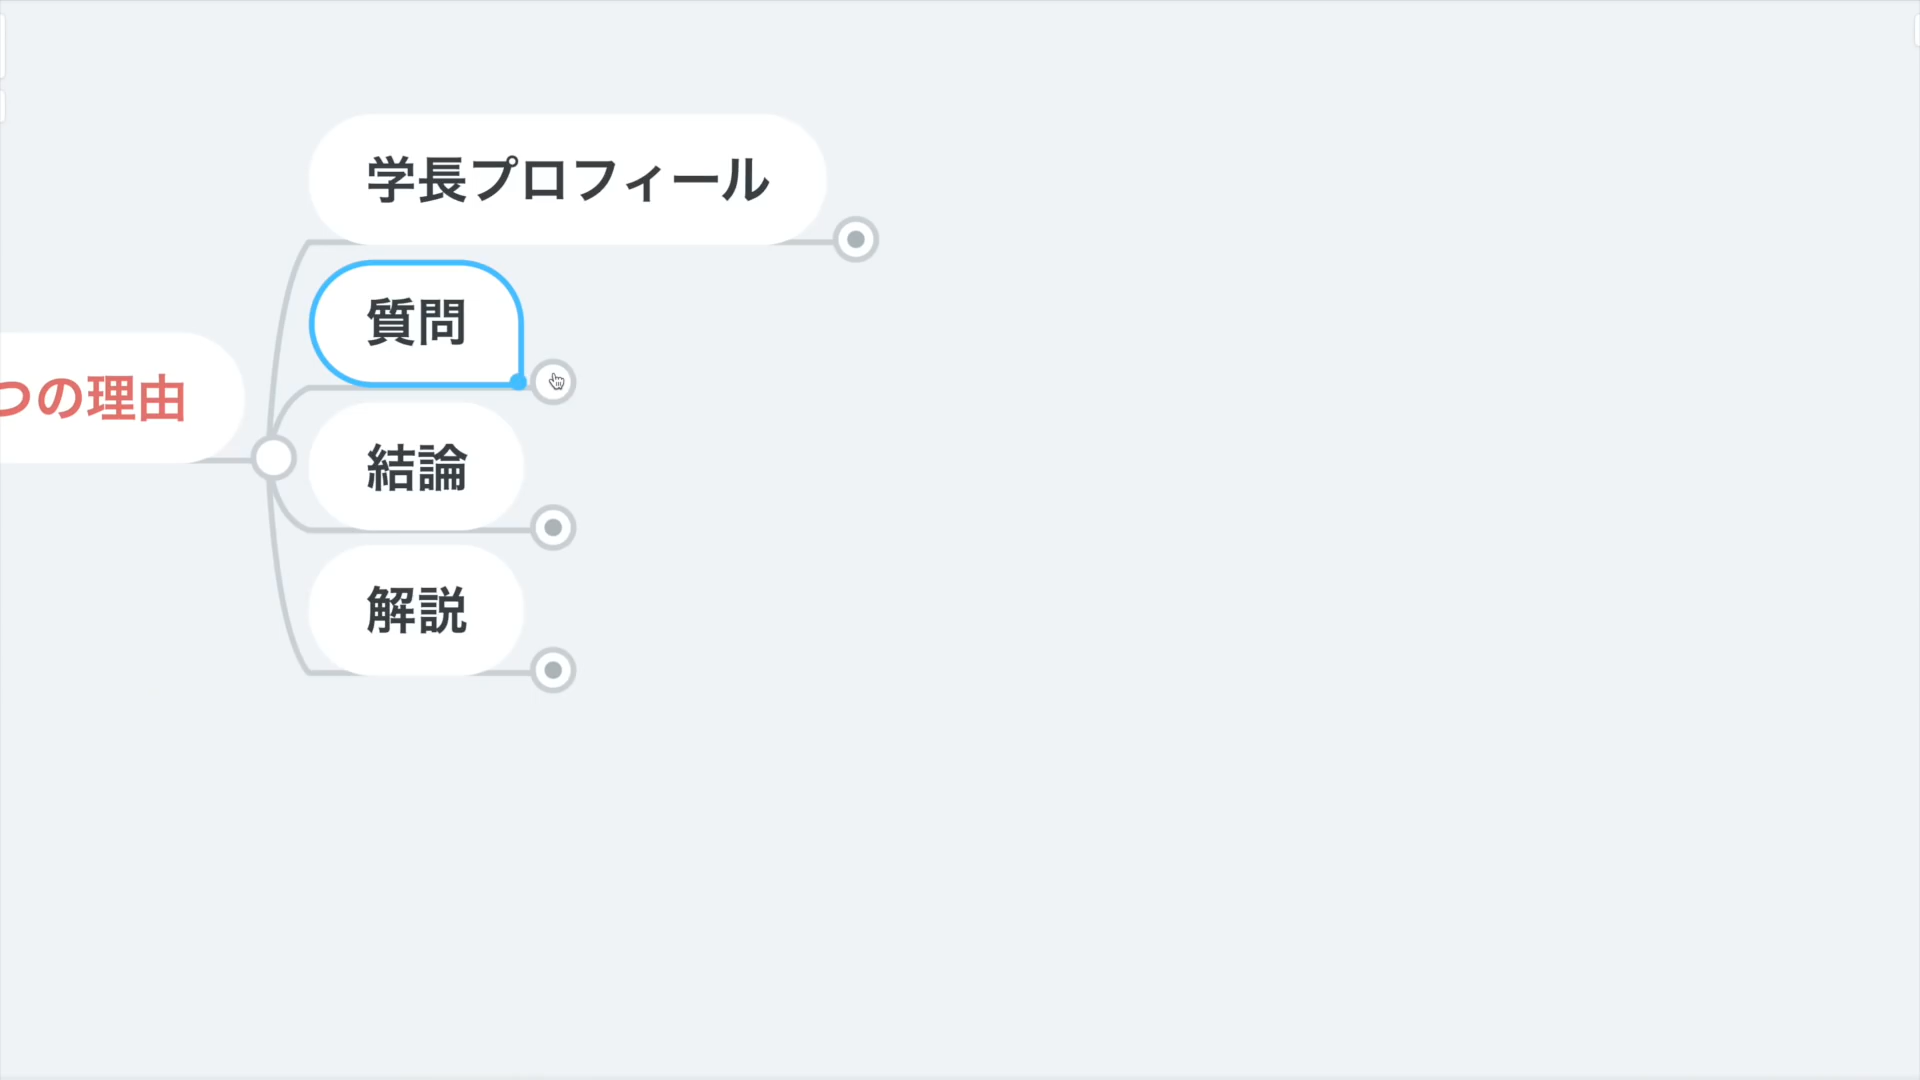 学長プロフィール
質問
つの理由
結論
解説